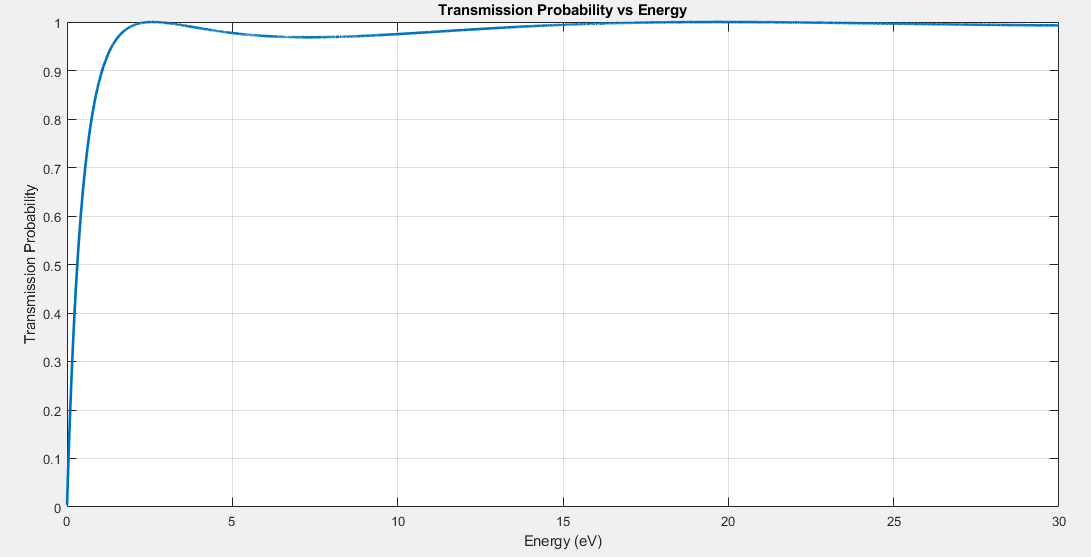 Transmission Probability vs Energy
1
0.9
0.8
0.7
0.6
0.5
0.4
0.3
0.2
0.1
0
Transmission Probability
0 5 10 15 20 25 30
Energy (eV)